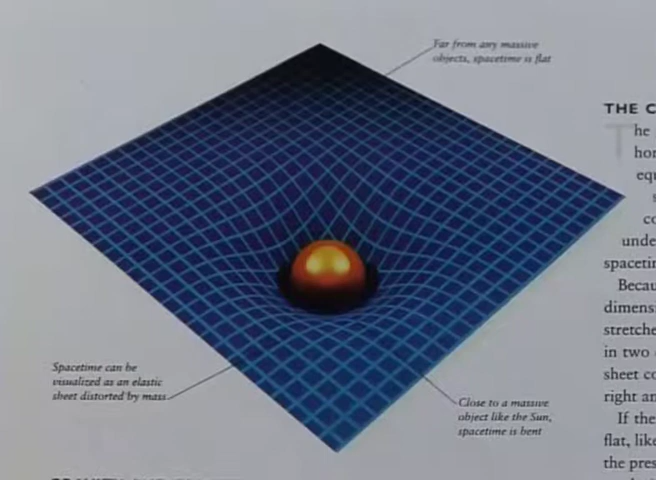 Far from any massive
objects, spacetime is flat
Spacetime can be
visualized as an elastic
sheet distorted by mass
Close to a massive
object like the Sun,
spacetime is bent
THE C
The
hor
equ
s
co
unde
spacetin
Becau
dimens
stretche
in two
sheet co
right an
If the
flat, like
the pres